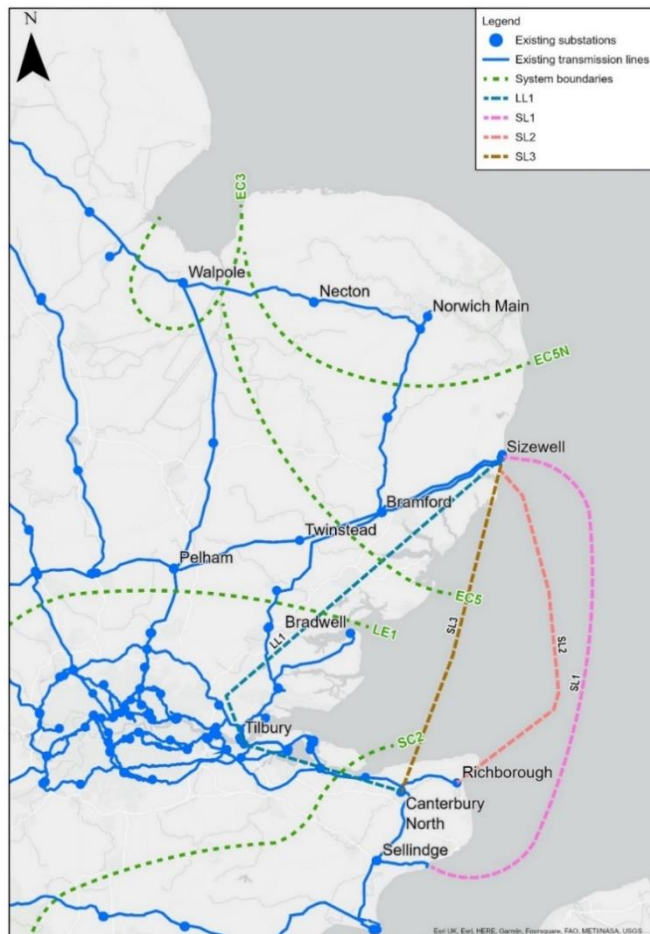 N
Legend
Existing substations
Existing transmission lines
System boundaries
LL1
SL1
SL2
SL3
EC3
Walpole
Necton
Norwich Main
EC5N
Sizewell
Bramford
Twinstead
Pelham
EC5
Bradwell
LE1
LL1
SL3
SL2
SL1
Tilbury
SC2
Richborough
Canterbury
North
Sellindge
Esri UK, Esri, HERE, Garmin, Foursquare, FAO, METI/NASA, USGS